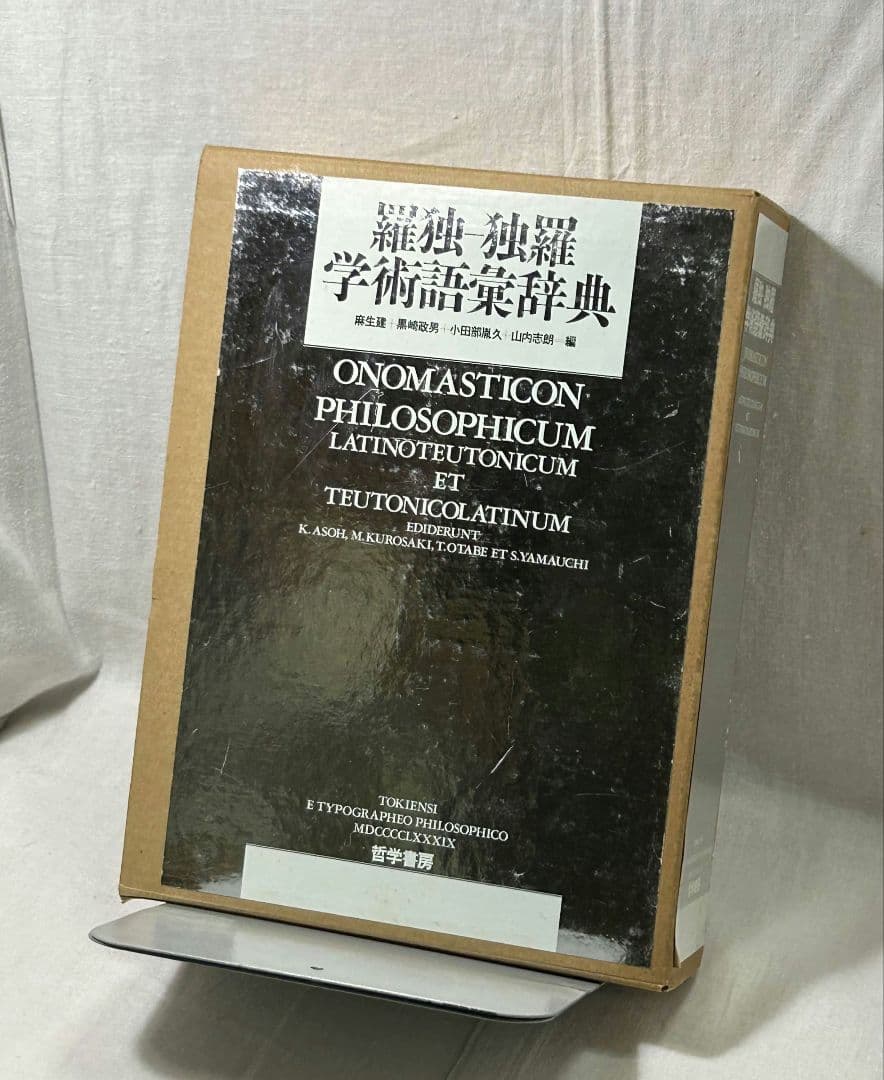 羅独–独羅
学術語彙辞典
麻生建+黒崎政男+小田部胤久+山内志朗—編
ONOMASTICON
PHILOSOPHICUM
LATINOTEUTONICUM
ET
TEUTONICOLATINUM
EDIDERUNT
K. ASOH, M. KUROSAKI, T. OTABE ET S. YAMAUCHI
TOKIENSI
E TYPOGRAPHEO PHILOSOPHICO
MDCCCCLXXXIX
哲学書房